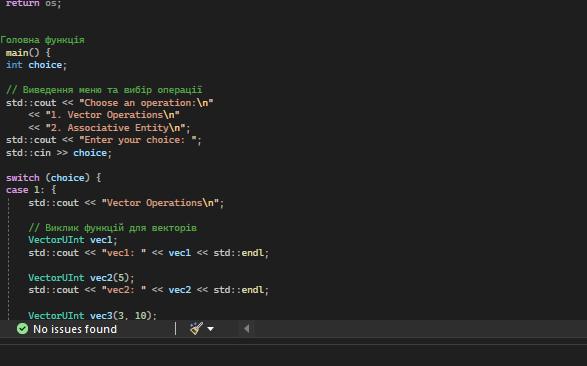 return os;
Головна функція
main() {
int choice;
// Виведення меню та вибір операції
std::cout << "Choose an operation:\n"
<< "1. Vector Operations\n"
<< "2. Associative Entity\n";
std::cout << "Enter your choice: ";
std::cin >> choice;
switch (choice) {
case 1: {
std::cout << "Vector Operations\n";
// Виклик функцій для векторів
VectorUInt vec1;
std::cout << "vec1: " << vec1 << std::endl;
VectorUInt vec2(5);
std::cout << "vec2: " << vec2 << std::endl;
VectorUInt vec3(3, 10);
No issues found